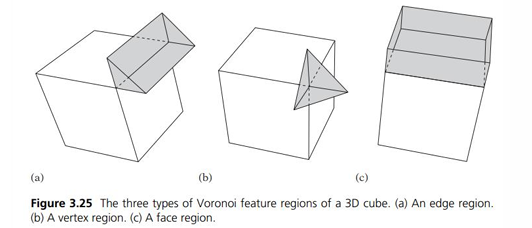 (a)
(b)
(c)
Figure 3.25 The three types of Voronoi feature regions of a 3D cube. (a) An edge region.
(b) A vertex region. (c) A face region.